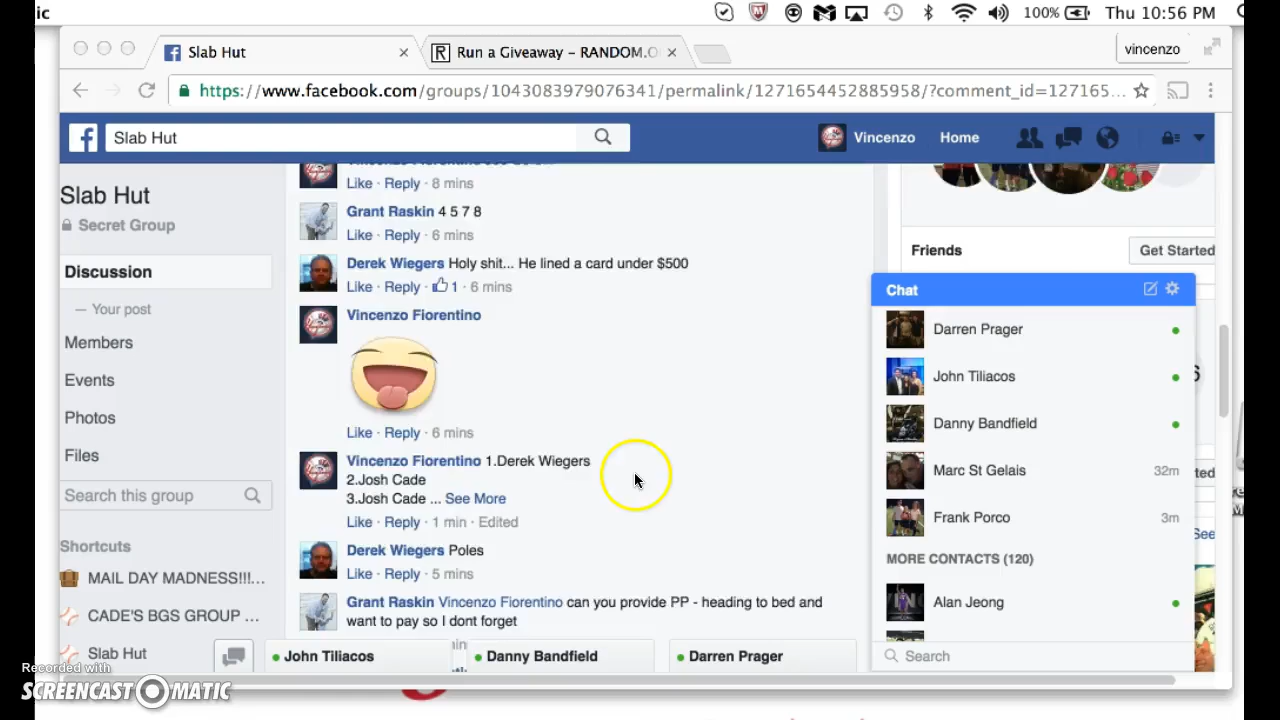 ic
100%
Thu 10:56 PM
Slab Hut
Run a Giveaway – RANDOM.O
vincenzo
https://www.facebook.com/groups/1043083979076341/permalink/1271654452885958/?comment_id=127165...
Slab Hut
Vincenzo
Home
Slab Hut
Secret Group
Discussion
— Your post
Members
Events
Photos
Files
Search this group
Shortcuts
MAIL DAY MADNESS!!!...
CADE'S BGS GROUP ...
Slab Hut
Like · Reply · 8 mins
Grant Raskin 4 5 7 8
Like · Reply · 6 mins
Derek Wiegers Holy shit... He lined a card under $500
Like · Reply · 1 · 6 mins
Vincenzo Fiorentino
Like · Reply · 6 mins
Vincenzo Fiorentino 1.Derek Wiegers
2.Josh Cade
3.Josh Cade ... See More
Like · Reply · 1 min · Edited
Derek Wiegers Poles
Like · Reply · 5 mins
Grant Raskin Vincenzo Fiorentino can you provide PP - heading to bed and
want to pay so I dont forget
Friends
Get Started
Chat
Darren Prager
John Tiliacos
Danny Bandfield
Marc St Gelais 32m
Frank Porco 3m
MORE CONTACTS (120)
Alan Jeong
Search
John Tiliacos
Danny Bandfield
Darren Prager
Recorded with
SCREENCAST-O-MATIC